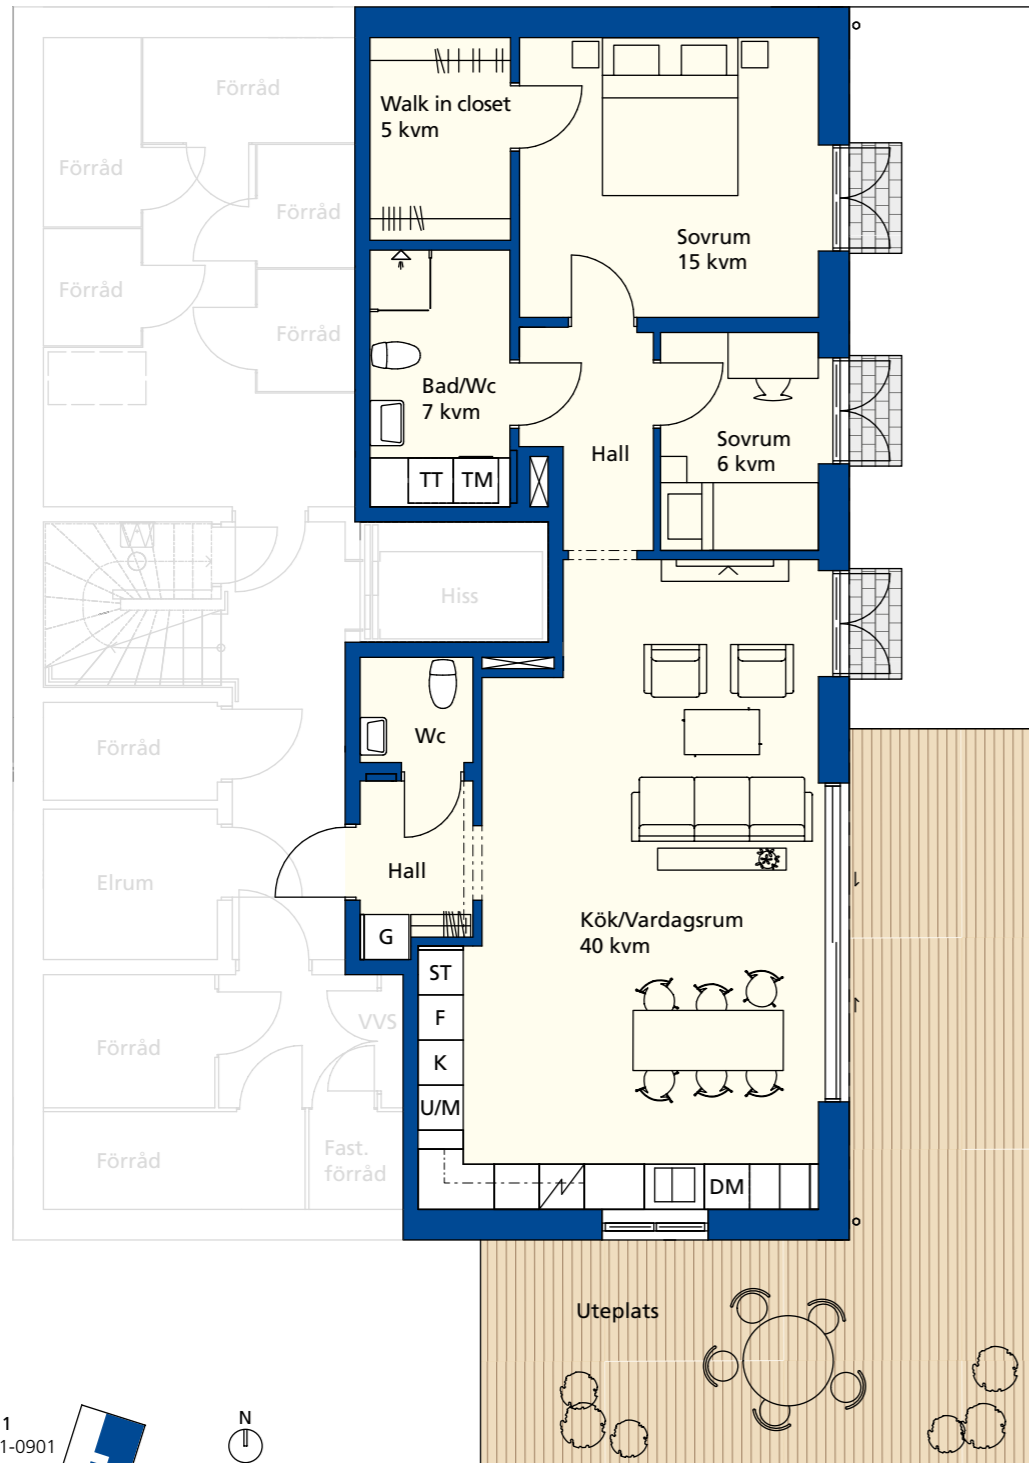 Förråd
Walk in closet
5 kvm
Förråd
Förråd
Sovrum
15 kvm
Förråd
Förråd
Bad/Wc
7 kvm
Hall
Sovrum
6 kvm
TT
TM
Hiss
Wc
Förråd
Hall
Elrum
Kök/Vardagsrum
40 kvm
G
ST
F
VVS
K
Förråd
U/M
Förråd
Fast.
förråd
DM
Uteplats
N
1
1-0901